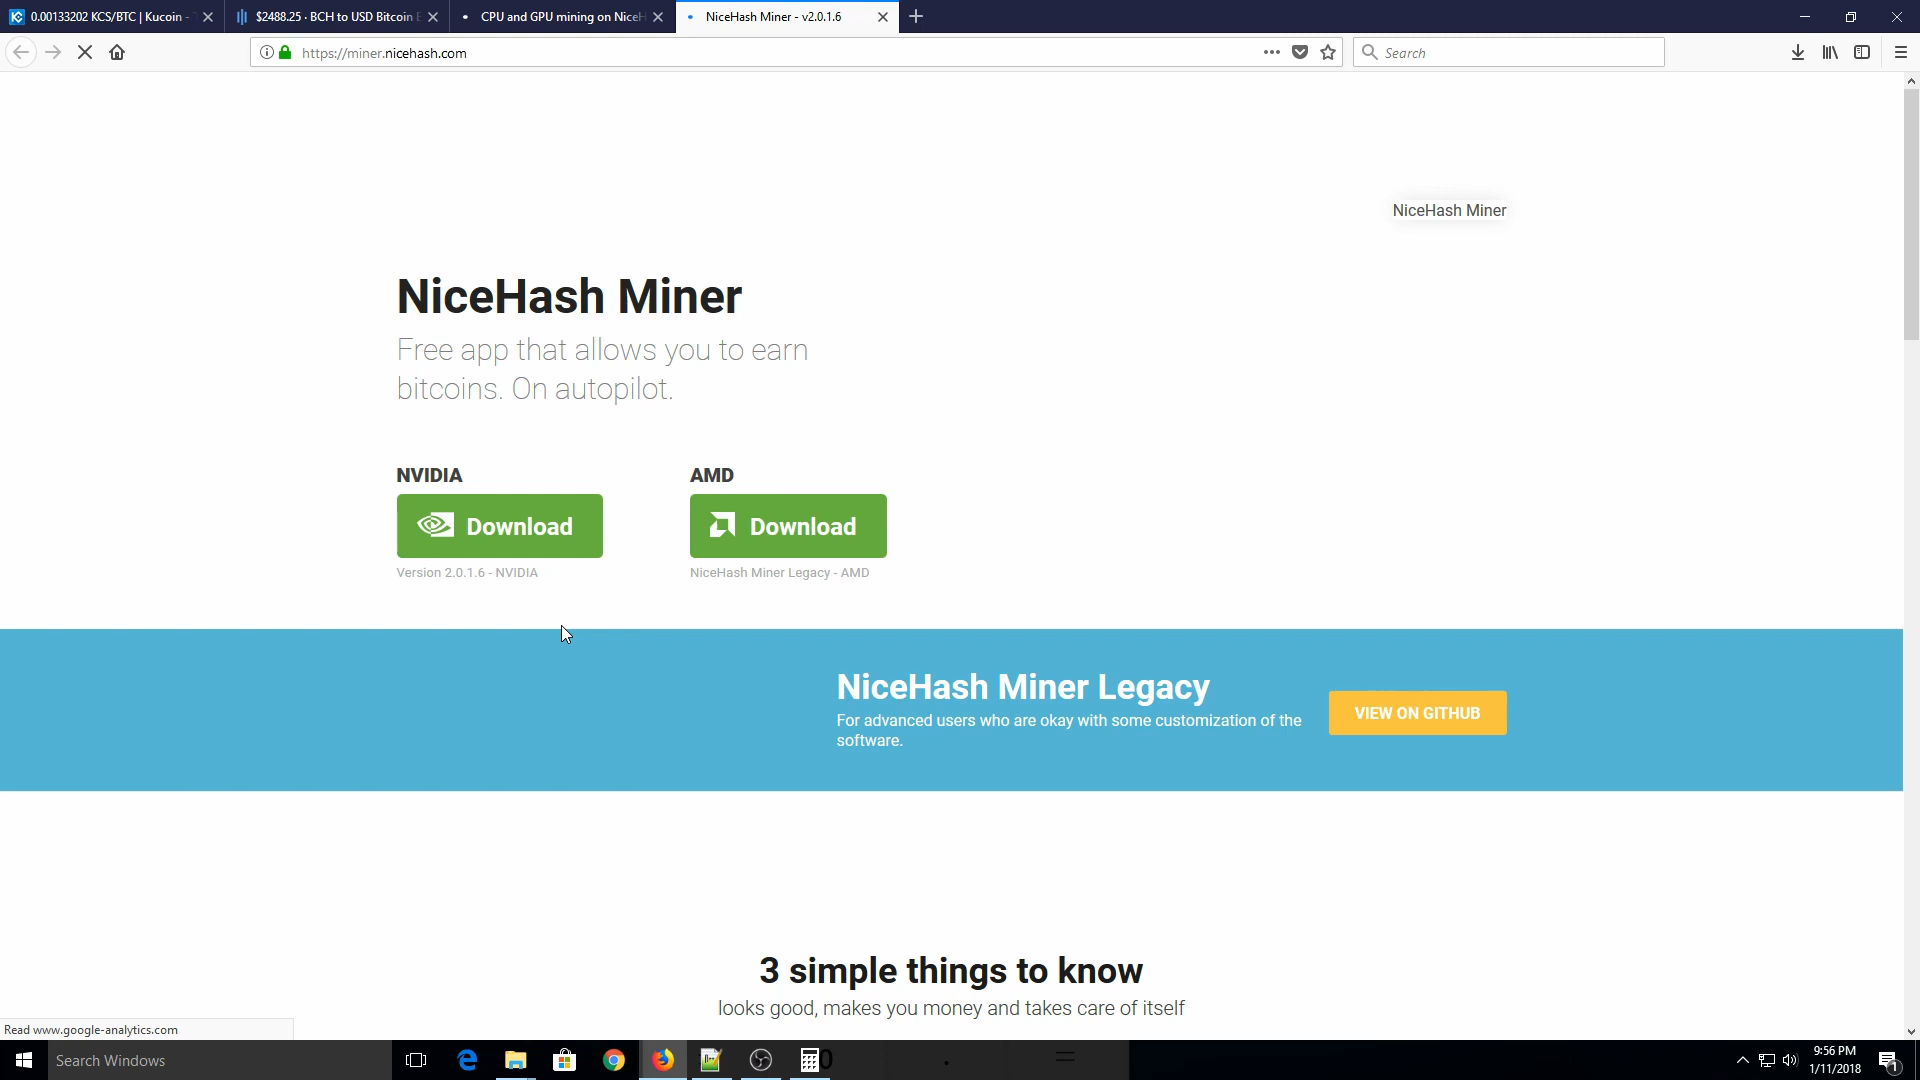 0.00133202 KCS/BTC | Kucoin -
$2488.25 · BCH to USD Bitcoin
CPU and GPU mining on NiceH
NiceHash Miner - v2.0.1.6
https://miner.nicehash.com
Search
NiceHash Miner
NiceHash Miner
Free app that allows you to earn
bitcoins. On autopilot.
NVIDIA
AMD
Download
Download
Version 2.0.1.6 - NVIDIA
NiceHash Miner Legacy - AMD
NiceHash Miner Legacy
For advanced users who are okay with some customization of the
software.
VIEW ON GITHUB
3 simple things to know
looks good, makes you money and takes care of itself
Read www.google-analytics.com
Search Windows
9:56 PM
1/11/2018
1